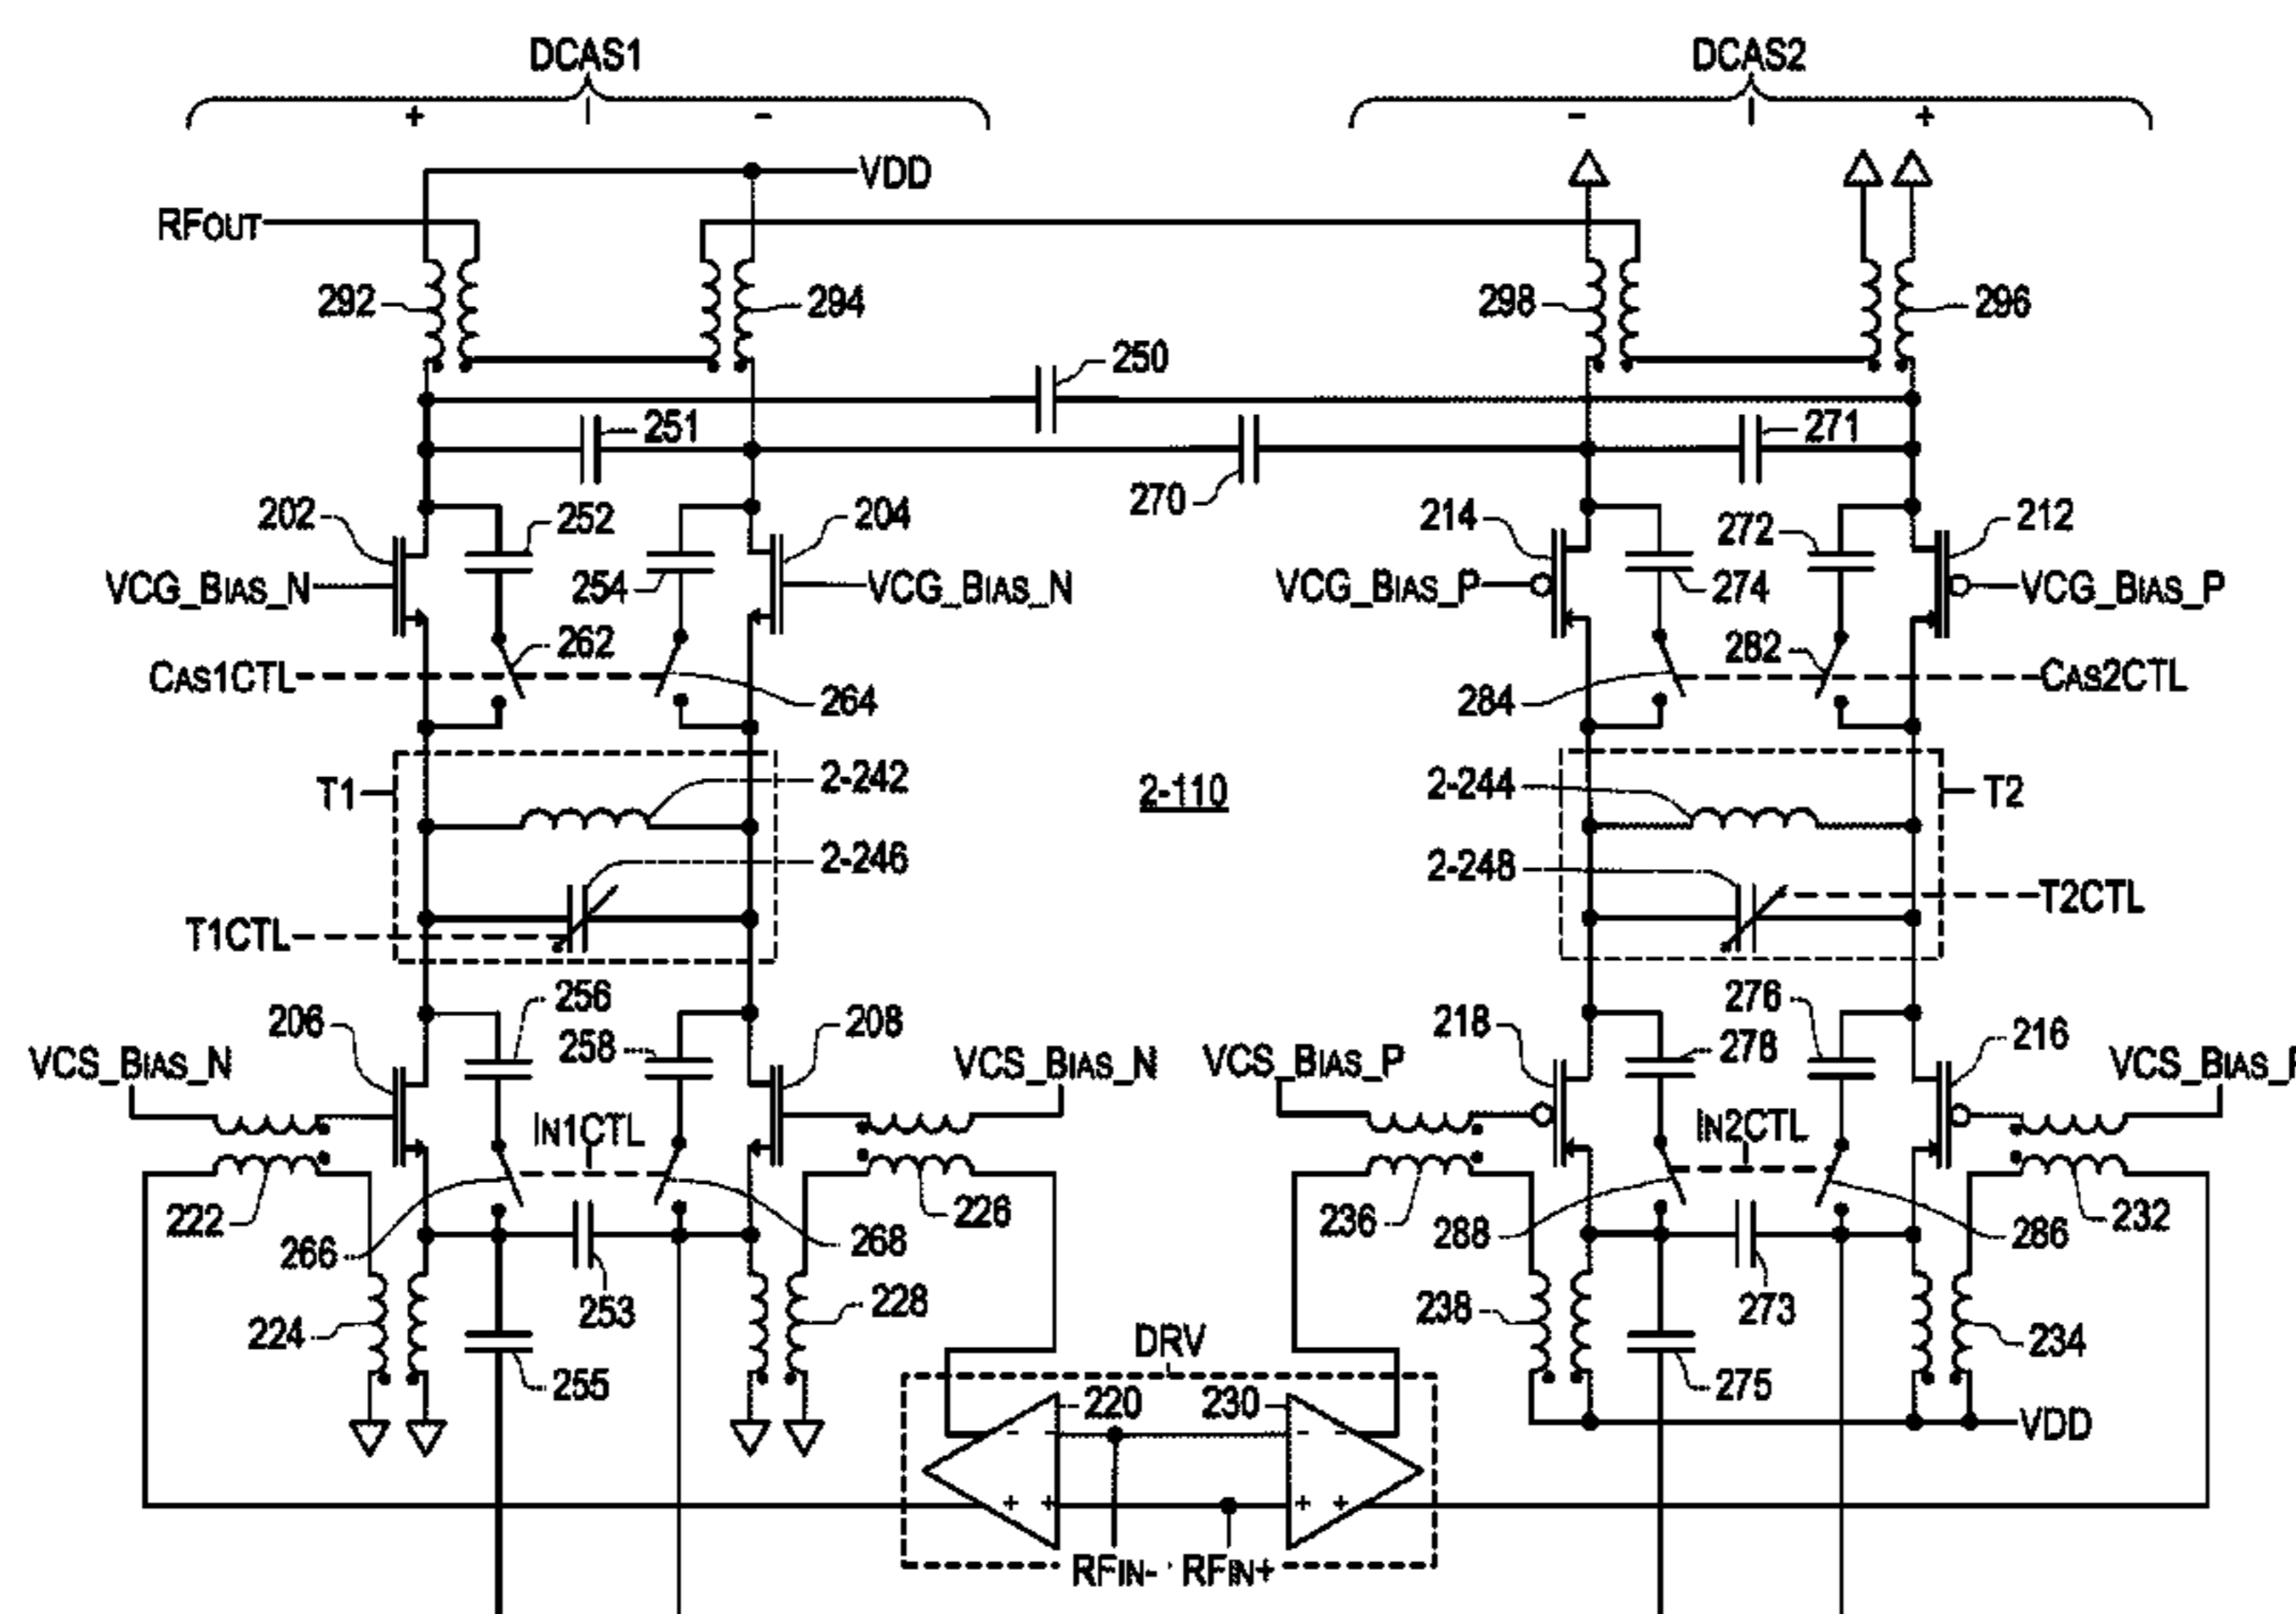 DCAS1 DCAS2
+ - - +
VDD
RFOUT
292 294 298 296
250
251 271
270
202 252 204 214 272 212
254 274
VCG_BIAS_N VCG_BIAS_N VCG_BIAS_P VCG_BIAS_P
262 282
CAS1CTL CAS2CTL
264 284
T1 2-242 2-110 2-244 T2
2-246 2-248
T1CTL T2CTL
256 276
206 258 208 218 278 216
VCS_BIAS_N VCS_BIAS_N VCS_BIAS_P VCS_BIAS_P
IN1CTL IN2CTL
222 226 236 232
266 268 288 286
224 253 228 238 273 234
DRV
255 275
220 230
- - - -
VDD
+ + + +
RFIN- RFIN+